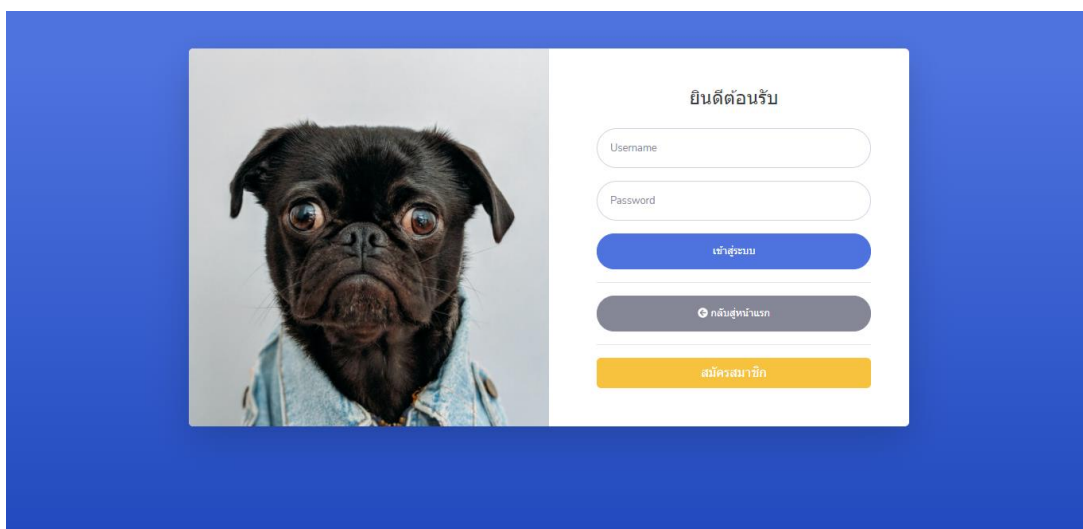 ยินดีต้อนรับ
Username
Password
เข้าสู่ระบบ
กลับสู่หน้าแรก
สมัครสมาชิก